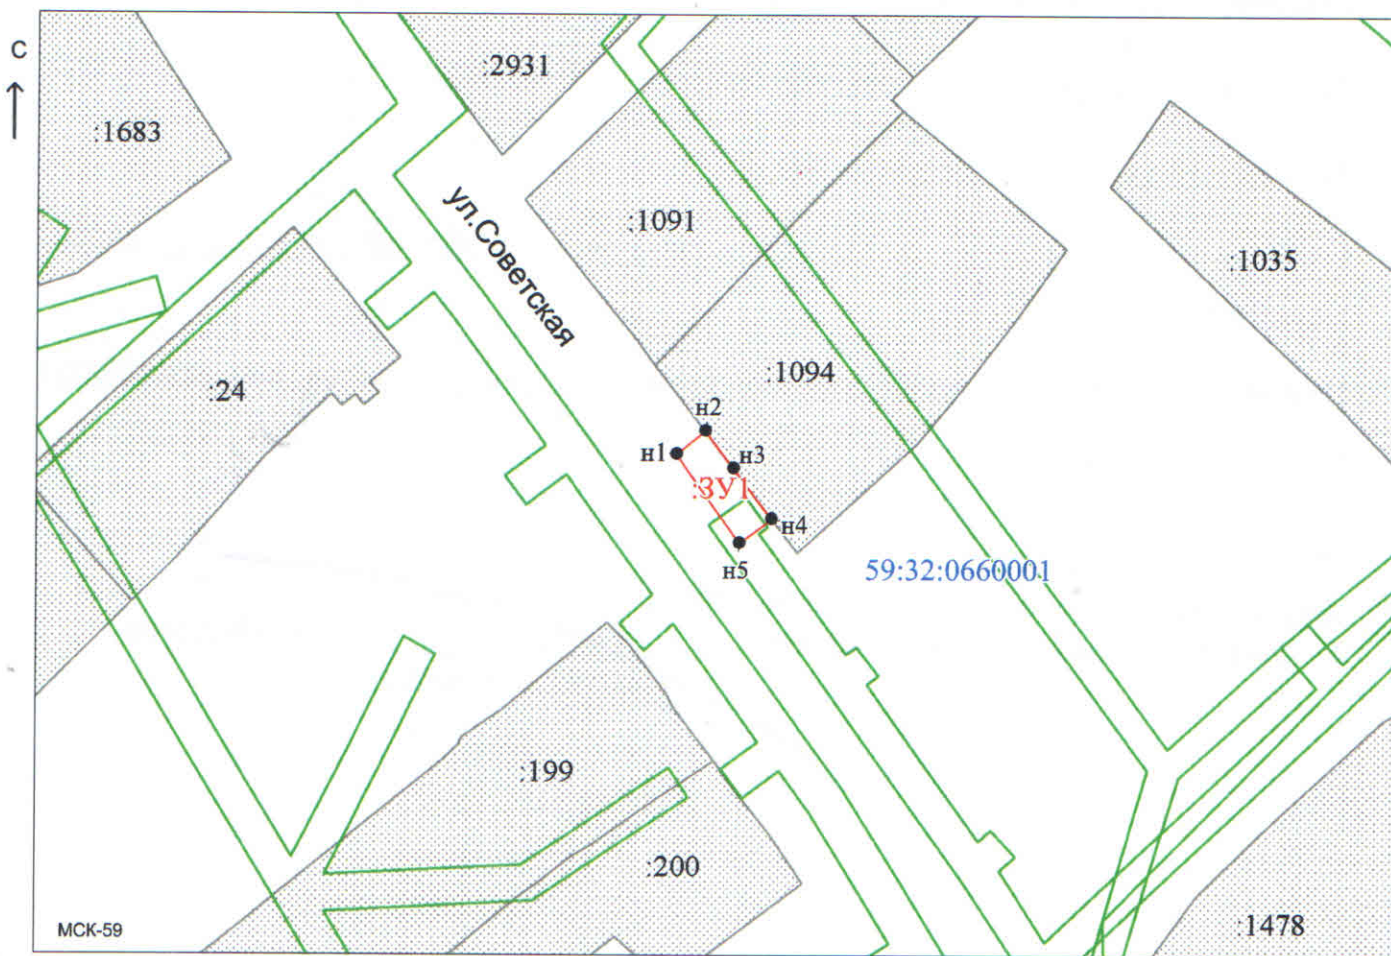 С
:2931
:1683
ул.Советская
:1091
:1035
:1094
:24
н2
н1
н3
:ЗУ1
н4
н5
59:32:0660001
:199
:200
МСК-59
:1478